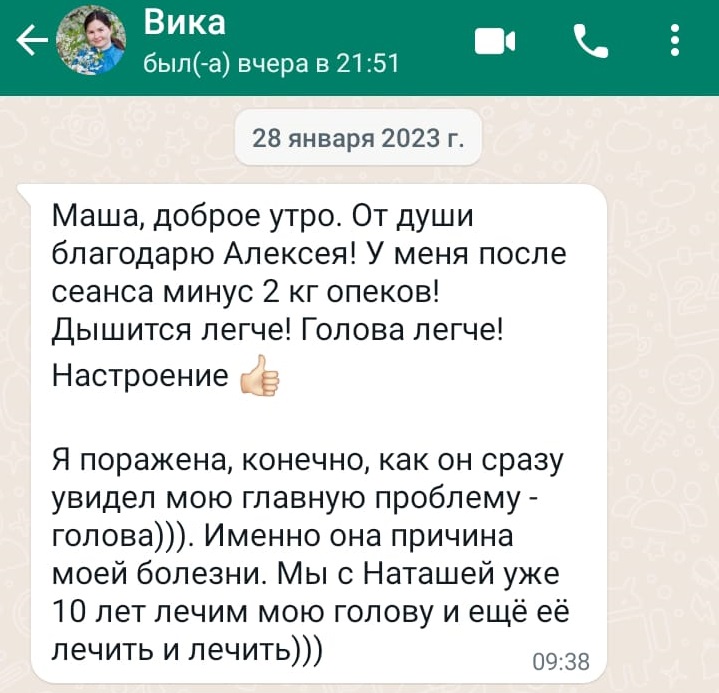 Вика
был(-а) вчера в 21:51
28 января 2023 г.
Маша, доброе утро. От души
благодарю Алексея! У меня после
сеанса минус 2 кг опеков!
Дышится легче! Голова легче!
Настроение 👍🏻
Я поражена, конечно, как он сразу
увидел мою главную проблему -
голова))). Именно она причина
моей болезни. Мы с Наташей уже
10 лет лечим мою голову и ещё её
лечить и лечить)))
09:38